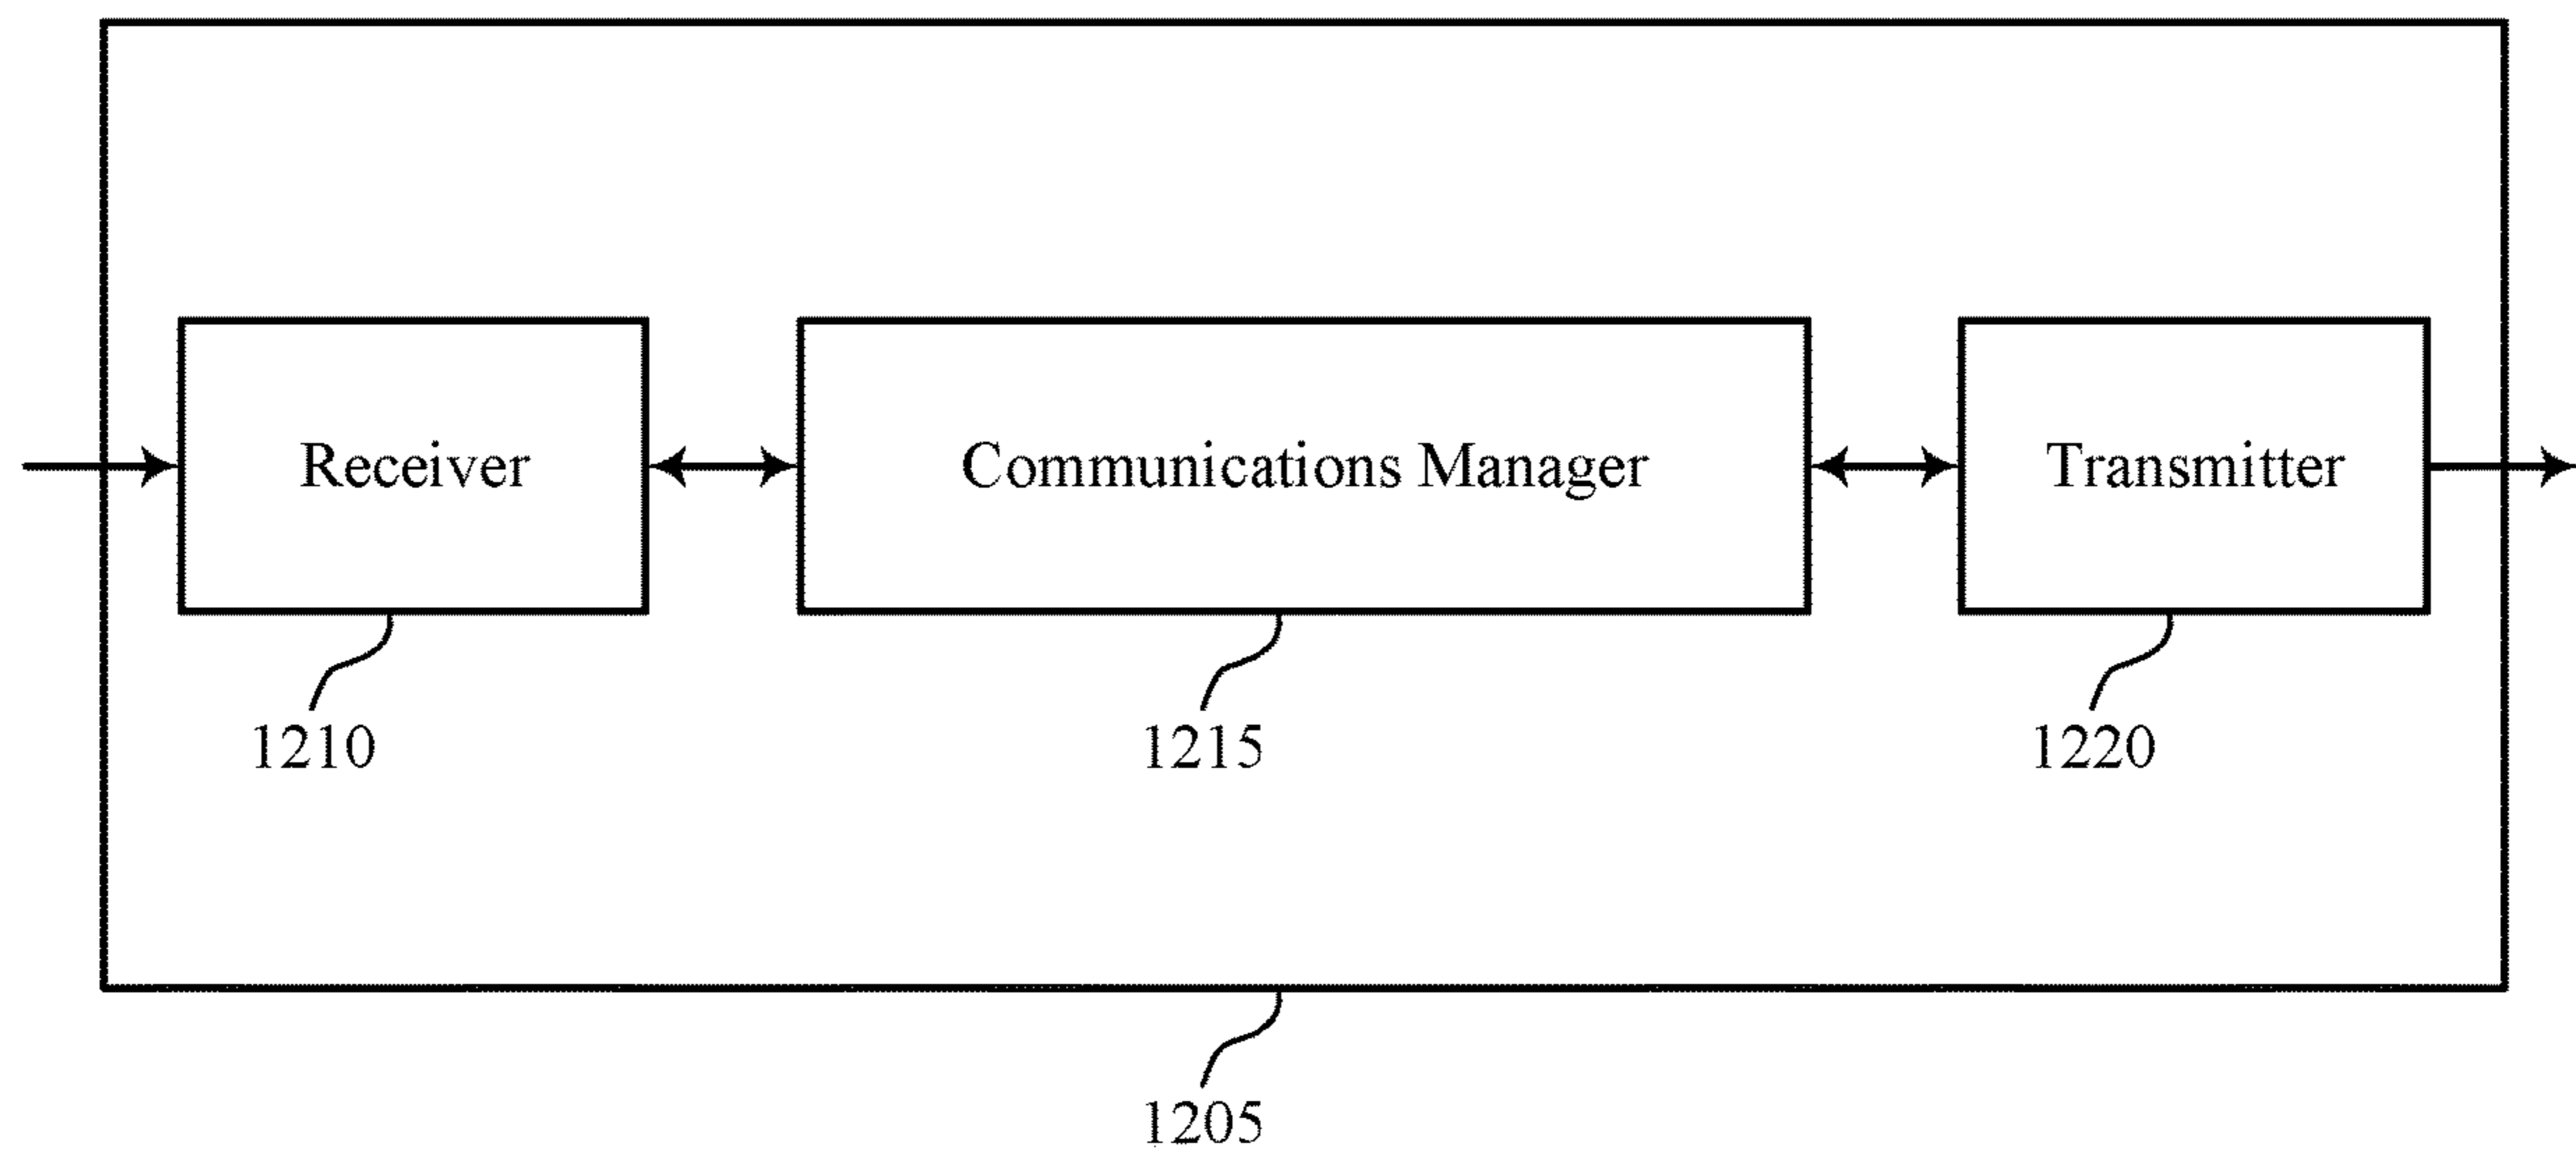 Receiver
Communications Manager
Transmitter
1210
1215
1220
1205